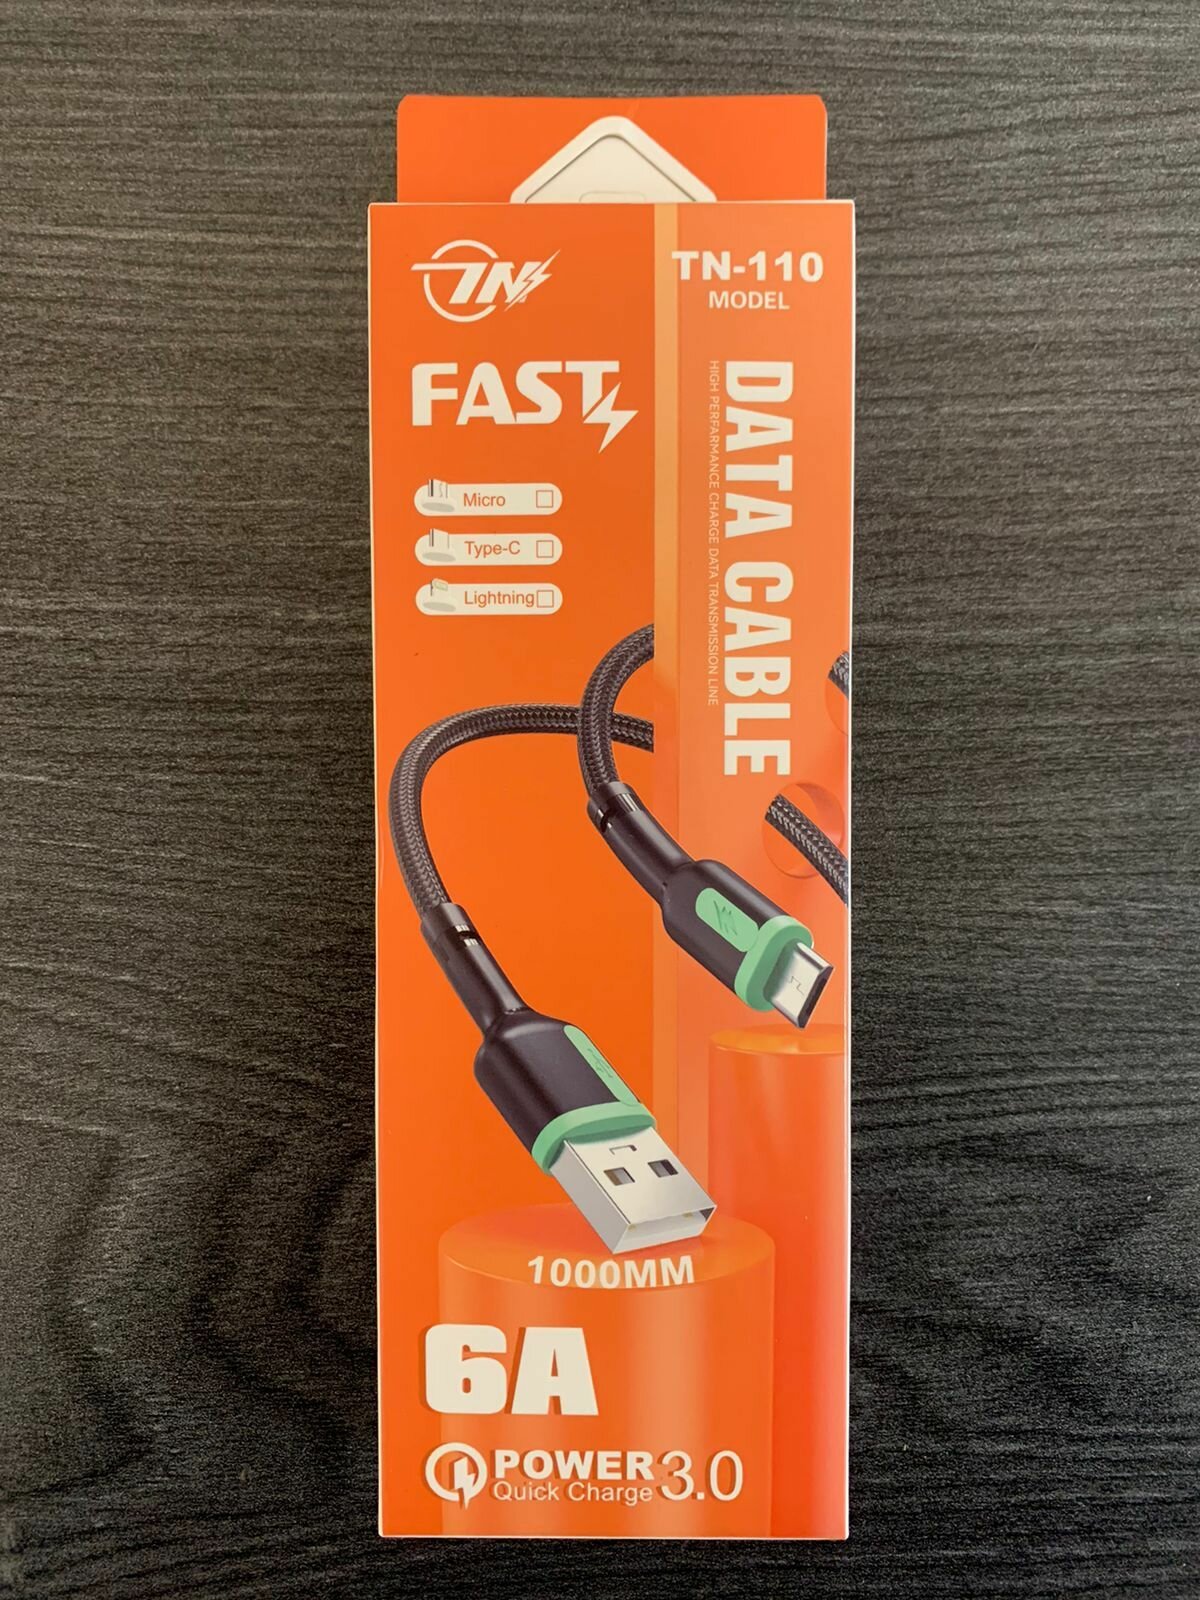 TN
TN-110
MODEL
FAST
Micro
Type-C
Lightning
DATA CABLE
HIGH PERFARMANCE CHARGE DATA TRANSMISSION LINE
1000MM
6A
POWER
Quick Charge
3.0